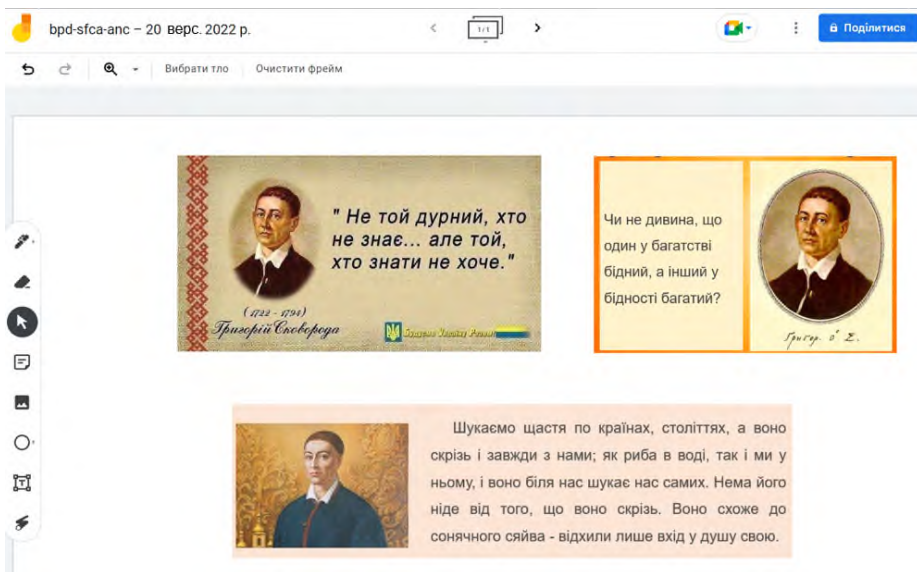 bpd-sfca-anc – 20 верс. 2022 р.
1/1
Поділитися
Вибрати тло
Очистити фрейм
" Не той дурний, хто
не знає... але той,
хто знати не хоче."
(1722 - 1794)
Григорій Сковорода
Чи не дивина, що
один у багатстві
бідний, а інший у
бідності багатий?
Шукаємо щастя по країнах, століттях, а воно
скрізь і завжди з нами; як риба в воді, так і ми у
ньому, і воно біля нас шукає нас самих. Нема його
ніде від того, що воно скрізь. Воно схоже до
сонячного сяйва - відхили лише вхід у душу свою.